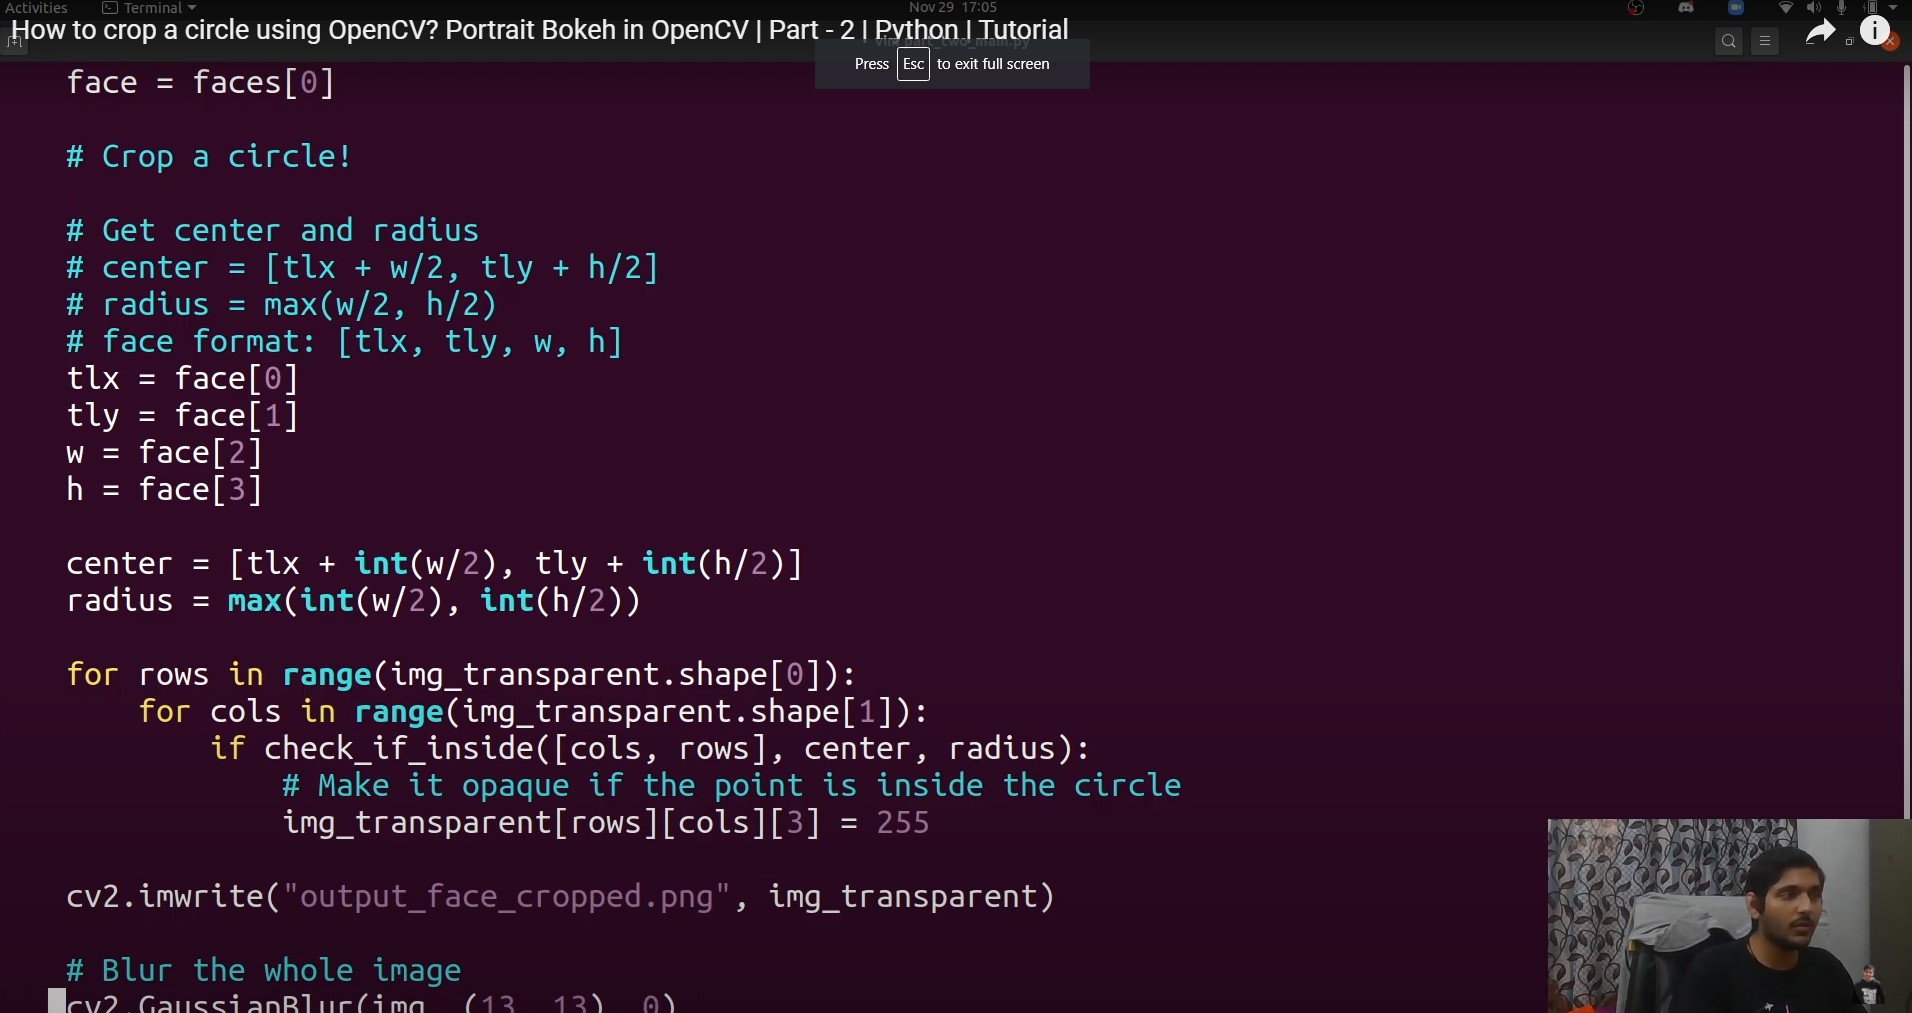 Activities Terminal Nov 29 17:05
How to crop a circle using OpenCV? Portrait Bokeh in OpenCV | Part - 2 | Python | Tutorial
Press Esc to exit full screen
face = faces[0]
# Crop a circle!
# Get center and radius
# center = [tlx + w/2, tly + h/2]
# radius = max(w/2, h/2)
# face format: [tlx, tly, w, h]
tlx = face[0]
tly = face[1]
w = face[2]
h = face[3]
center = [tlx + int(w/2), tly + int(h/2)]
radius = max(int(w/2), int(h/2))
for rows in range(img_transparent.shape[0]):
for cols in range(img_transparent.shape[1]):
if check_if_inside([cols, rows], center, radius):
# Make it opaque if the point is inside the circle
img_transparent[rows][cols][3] = 255
cv2.imwrite("output_face_cropped.png", img_transparent)
# Blur the whole image
cv2.GaussianBlur(img, (13, 13), 0)